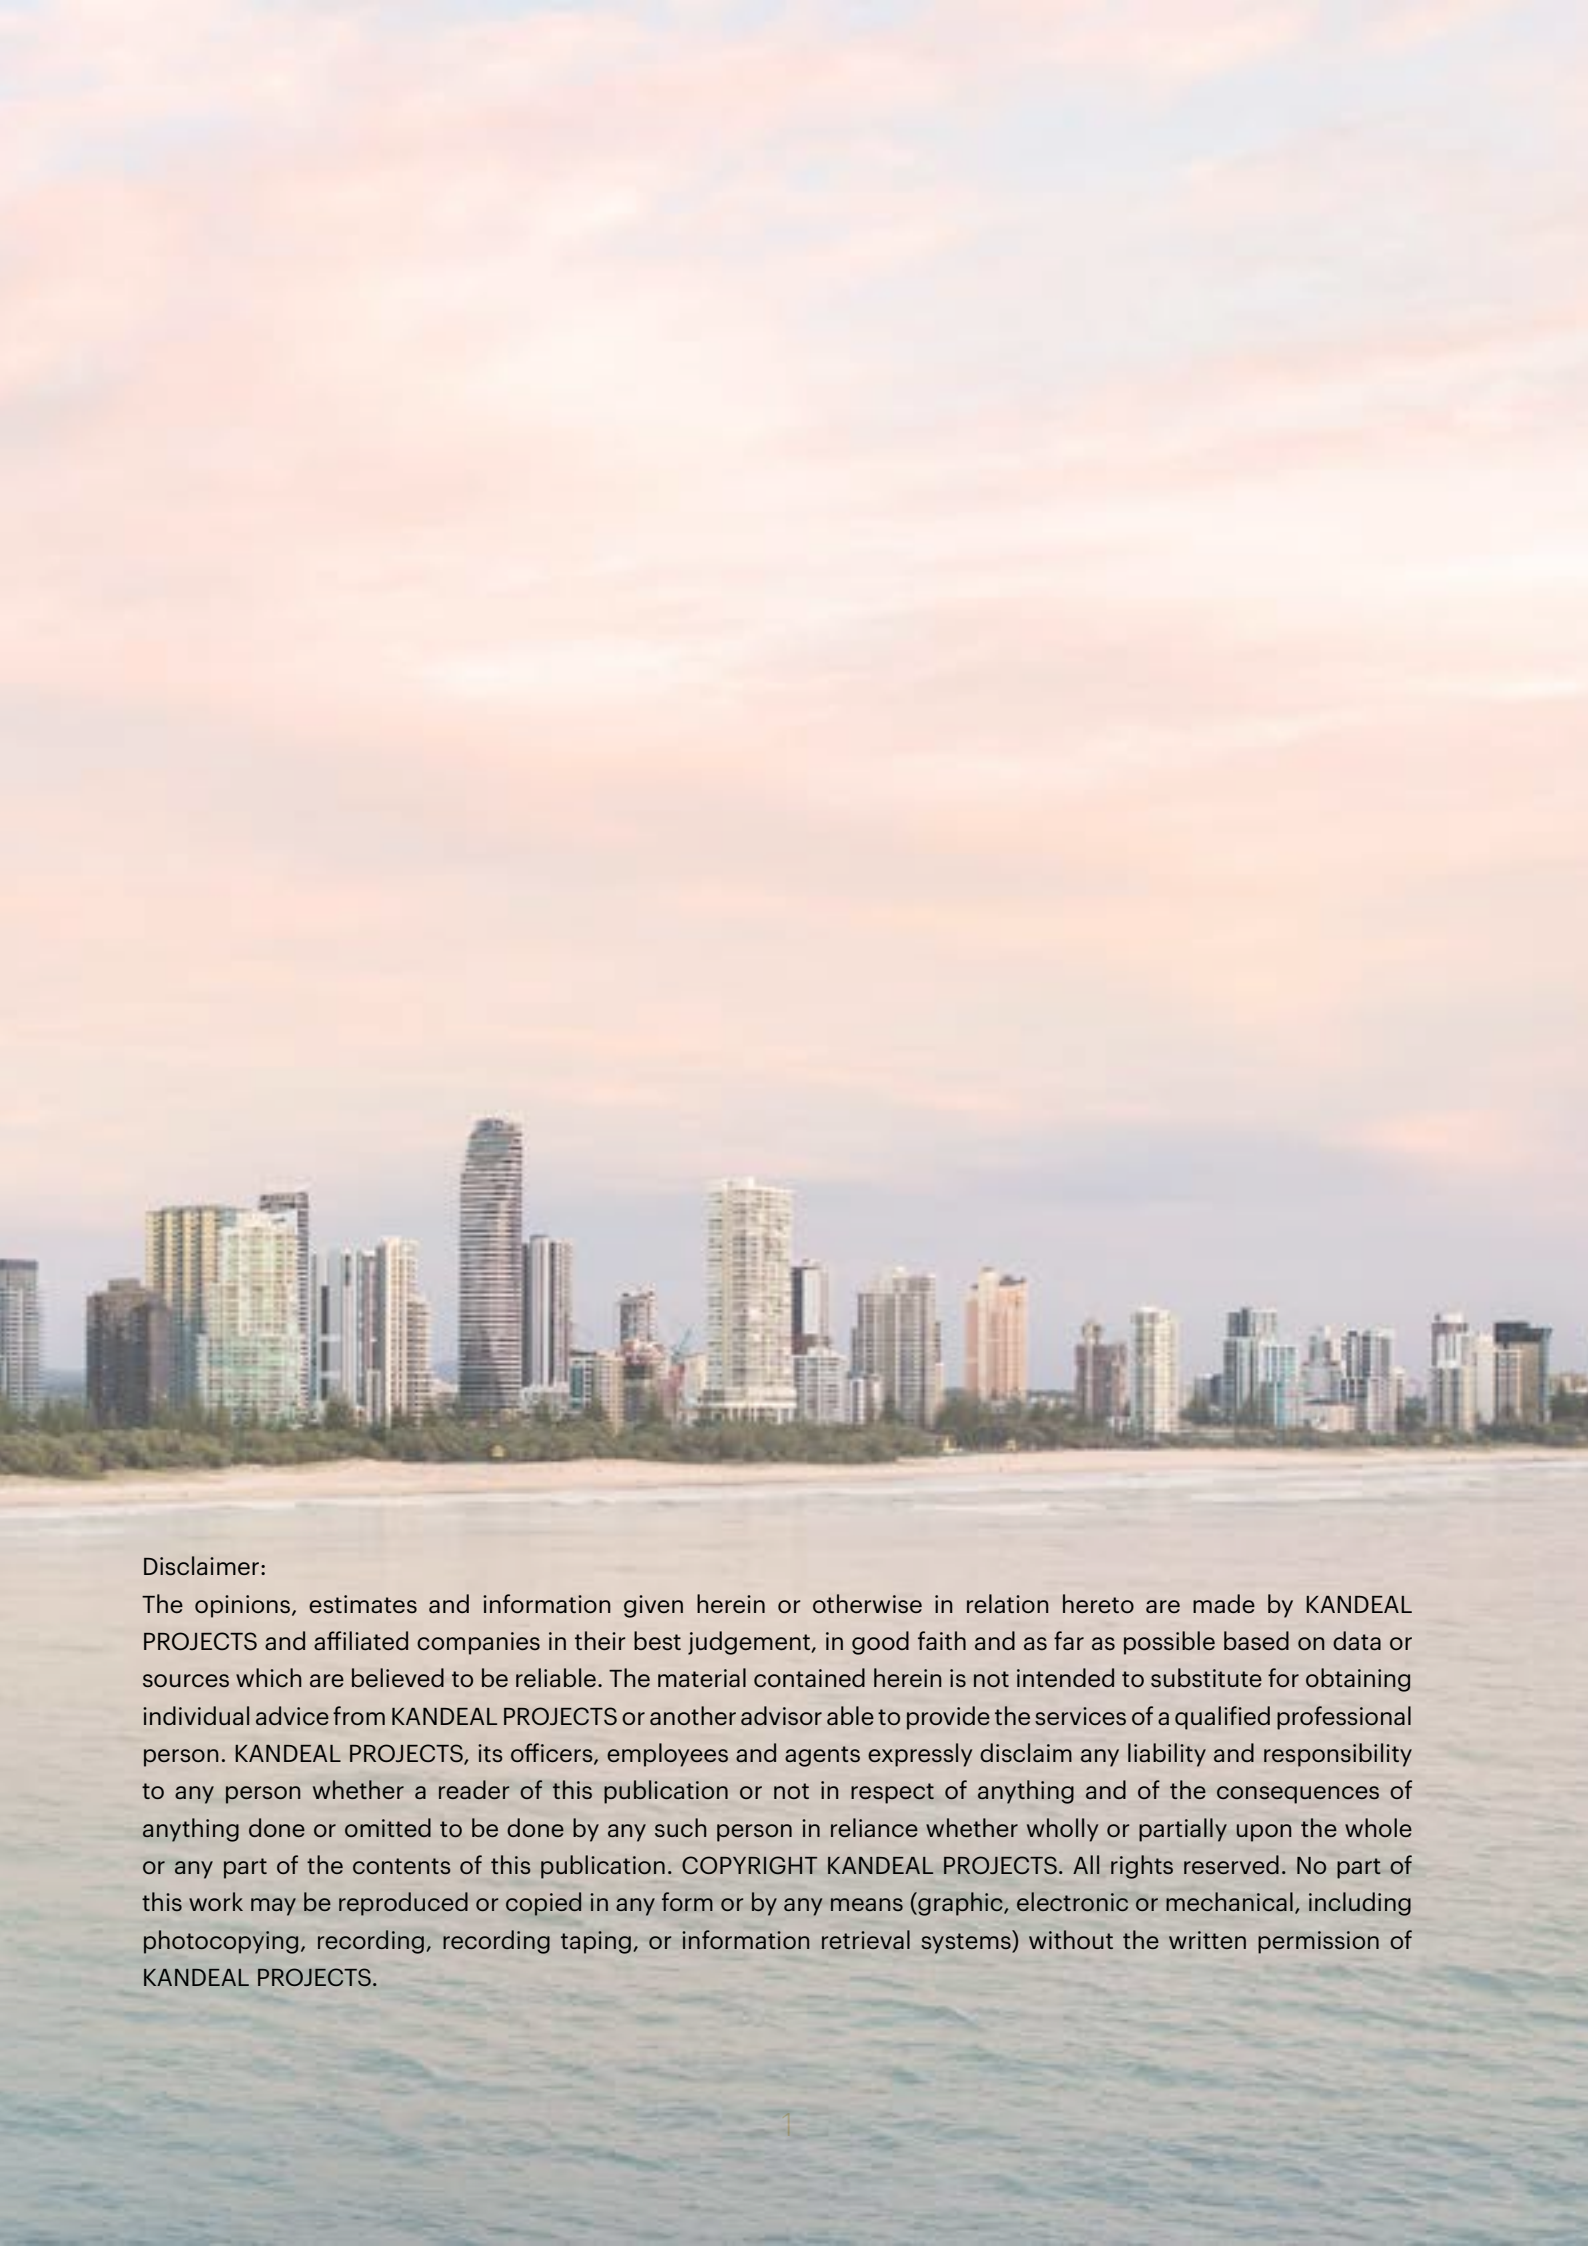 Disclaimer:
The opinions, estimates and information given herein or otherwise in relation hereto are made by KANDEAL
PROJECTS and affiliated companies in their best judgement, in good faith and as far as possible based on data or
sources which are believed to be reliable. The material contained herein is not intended to substitute for obtaining
individual advice from KANDEAL PROJECTS or another advisor able to provide the services of a qualified professional
person. KANDEAL PROJECTS, its officers, employees and agents expressly disclaim any liability and responsibility
to any person whether a reader of this publication or not in respect of anything and of the consequences of
anything done or omitted to be done by any such person in reliance whether wholly or partially upon the whole
or any part of the contents of this publication. COPYRIGHT KANDEAL PROJECTS. All rights reserved. No part of
this work may be reproduced or copied in any form or by any means (graphic, electronic or mechanical, including
photocopying, recording, recording taping, or information retrieval systems) without the written permission of
KANDEAL PROJECTS.
1